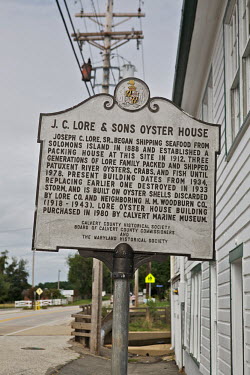 J. C. LORE & SONS OYSTER HOUSE
JOSEPH C. LORE, SR., BEGAN SHIPPING SEAFOOD FROM
SOLOMONS ISLAND IN 1888 AND ESTABLISHED A
PACKING HOUSE AT THIS SITE IN 1912. THREE
GENERATIONS OF LORE FAMILY PACKED AND SHIPPED
PATUXENT RIVER OYSTERS, CRABS, AND FISH UNTIL
1978. PRESENT BUILDING DATES FROM 1934,
REPLACING EARLIER ONE DESTROYED IN 1933
STORM, AND IS BUILT ON OYSTER SHELLS DISCARDED
BY LORE CO. AND NEIGHBORING H. M. WOODBURN CO.
(1918 - 1943). LORE OYSTER HOUSE BUILDING
PURCHASED IN 1980 BY CALVERT MARINE MUSEUM.
CALVERT COUNTY HISTORICAL SOCIETY
BOARD OF CALVERT COUNTY COMMISSIONERS
AND
THE MARYLAND HISTORICAL SOCIETY